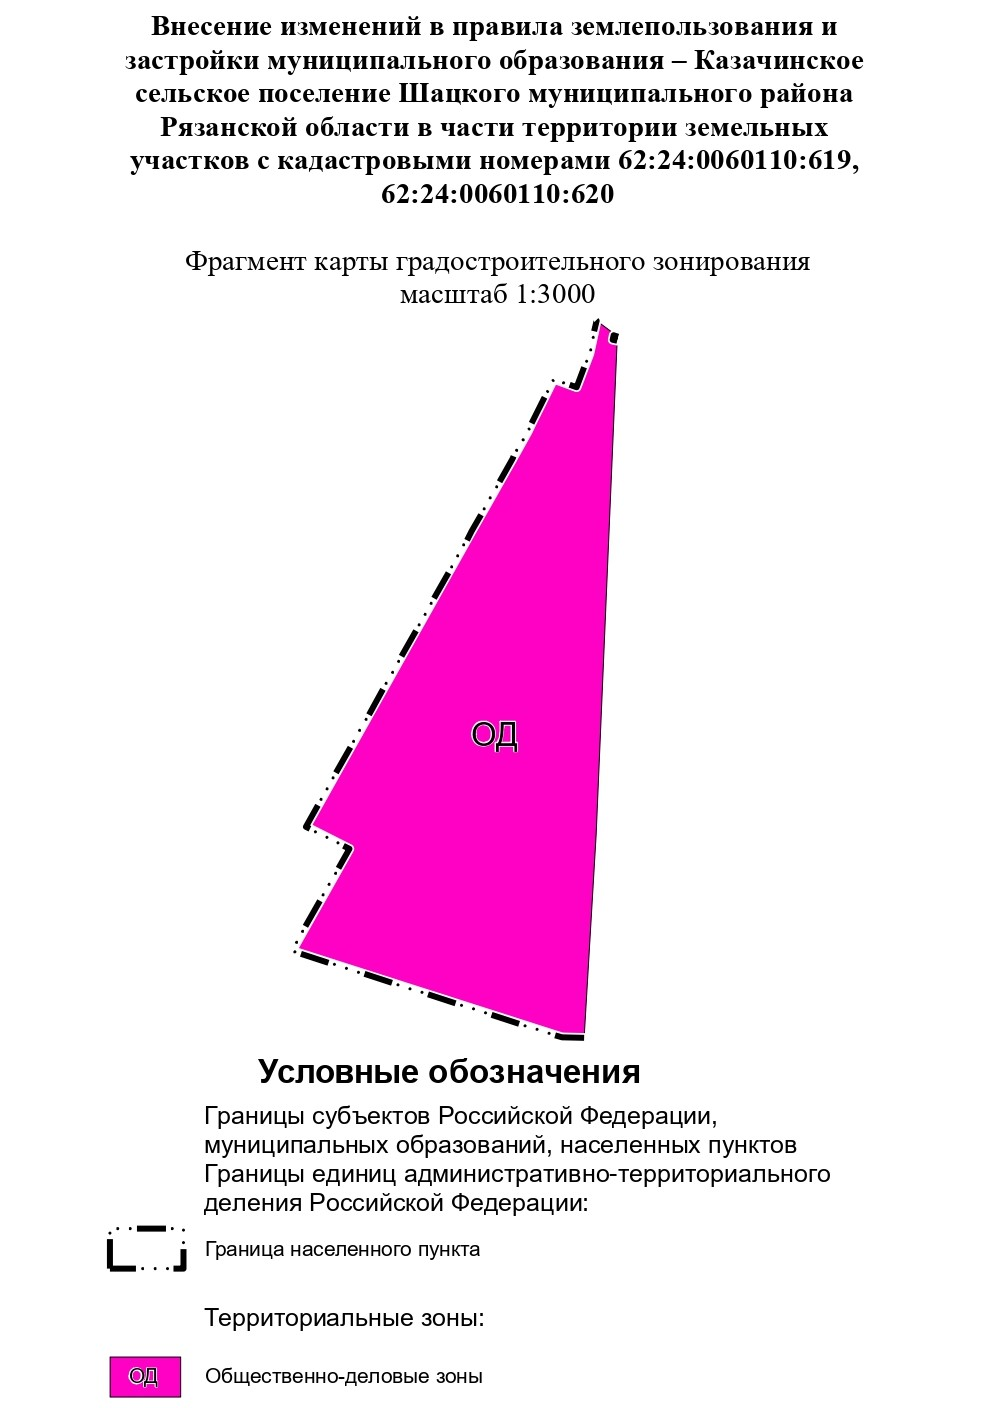 Внесение изменений в правила землепользования и
застройки муниципального образования – Казачинское
сельское поселение Шацкого муниципального района
Рязанской области в части территории земельных
участков с кадастровыми номерами 62:24:0060110:619,
62:24:0060110:620
Фрагмент карты градостроительного зонирования
масштаб 1:3000
ОД
Условные обозначения
Границы субъектов Российской Федерации,
муниципальных образований, населенных пунктов
Границы единиц административно-территориального
деления Российской Федерации:
Граница населенного пункта
Территориальные зоны:
ОД
Общественно-деловые зоны